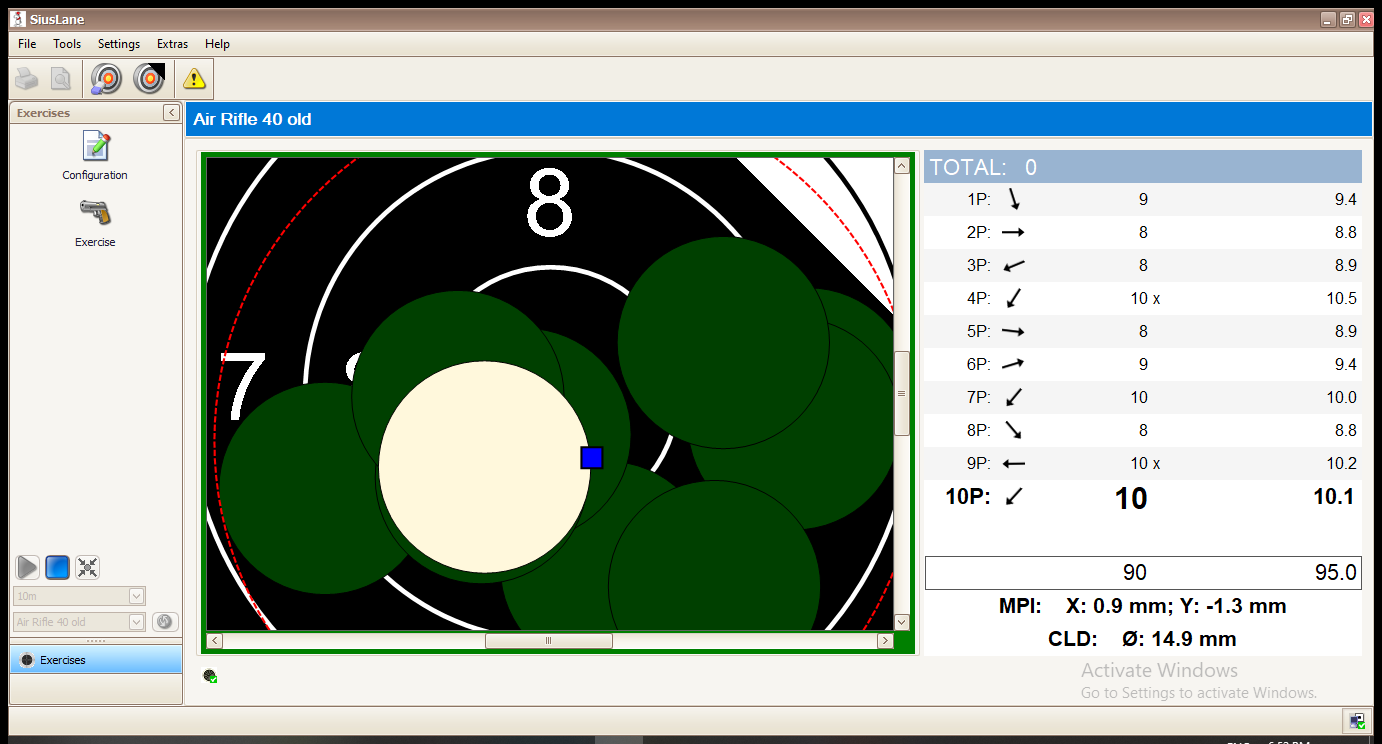 SiusLane
File Tools Settings Extras Help
Exercises
Configuration
Exercise
10m
Air Rifle 40 old
Exercises
Air Rifle 40 old
8
7
TOTAL: 0
1P: 9 9.4
2P: 8 8.8
3P: 8 8.9
4P: 10 x 10.5
5P: 8 8.9
6P: 9 9.4
7P: 10 10.0
8P: 8 8.8
9P: 10 x 10.2
10P: 10 10.1
90 95.0
MPI: X: 0.9 mm; Y: -1.3 mm
CLD: Ø: 14.9 mm
Activate Windows
Go to Settings to activate Windows.